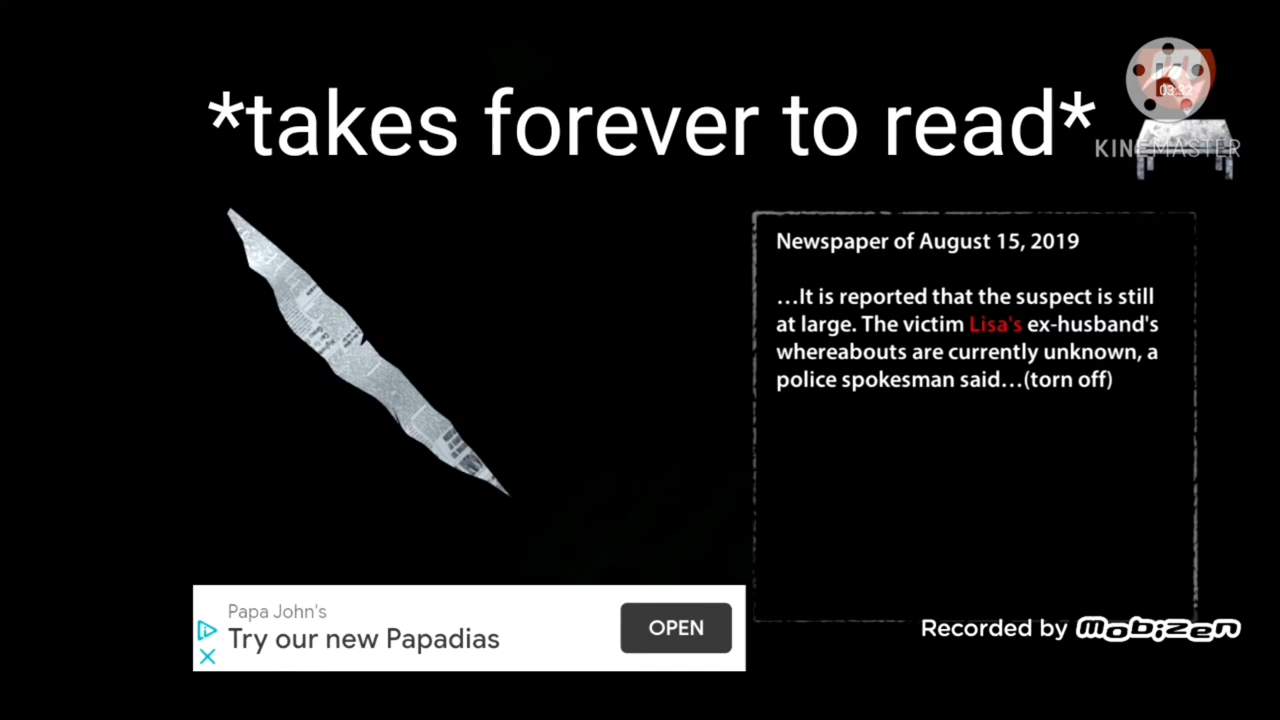 *takes forever to read*
03:32
KINEMASTER
Newspaper of August 15, 2019
…It is reported that the suspect is still
at large. The victim Lisa's ex-husband's
whereabouts are currently unknown, a
police spokesman said…(torn off)
Papa John's
Try our new Papadias
OPEN
Recorded by mobizen